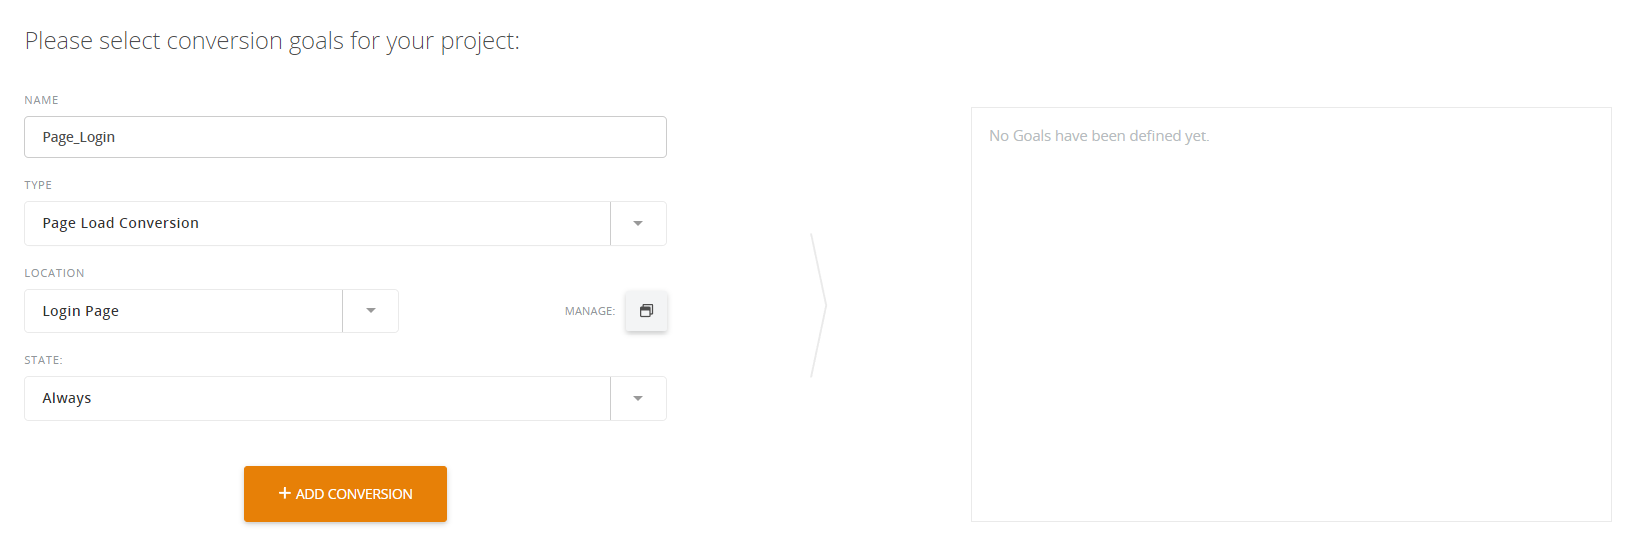 Please select conversion goals for your project:
NAME
Page_Login
TYPE
Page Load Conversion
LOCATION
Login Page
MANAGE:
STATE:
Always
+ ADD CONVERSION
No Goals have been defined yet.